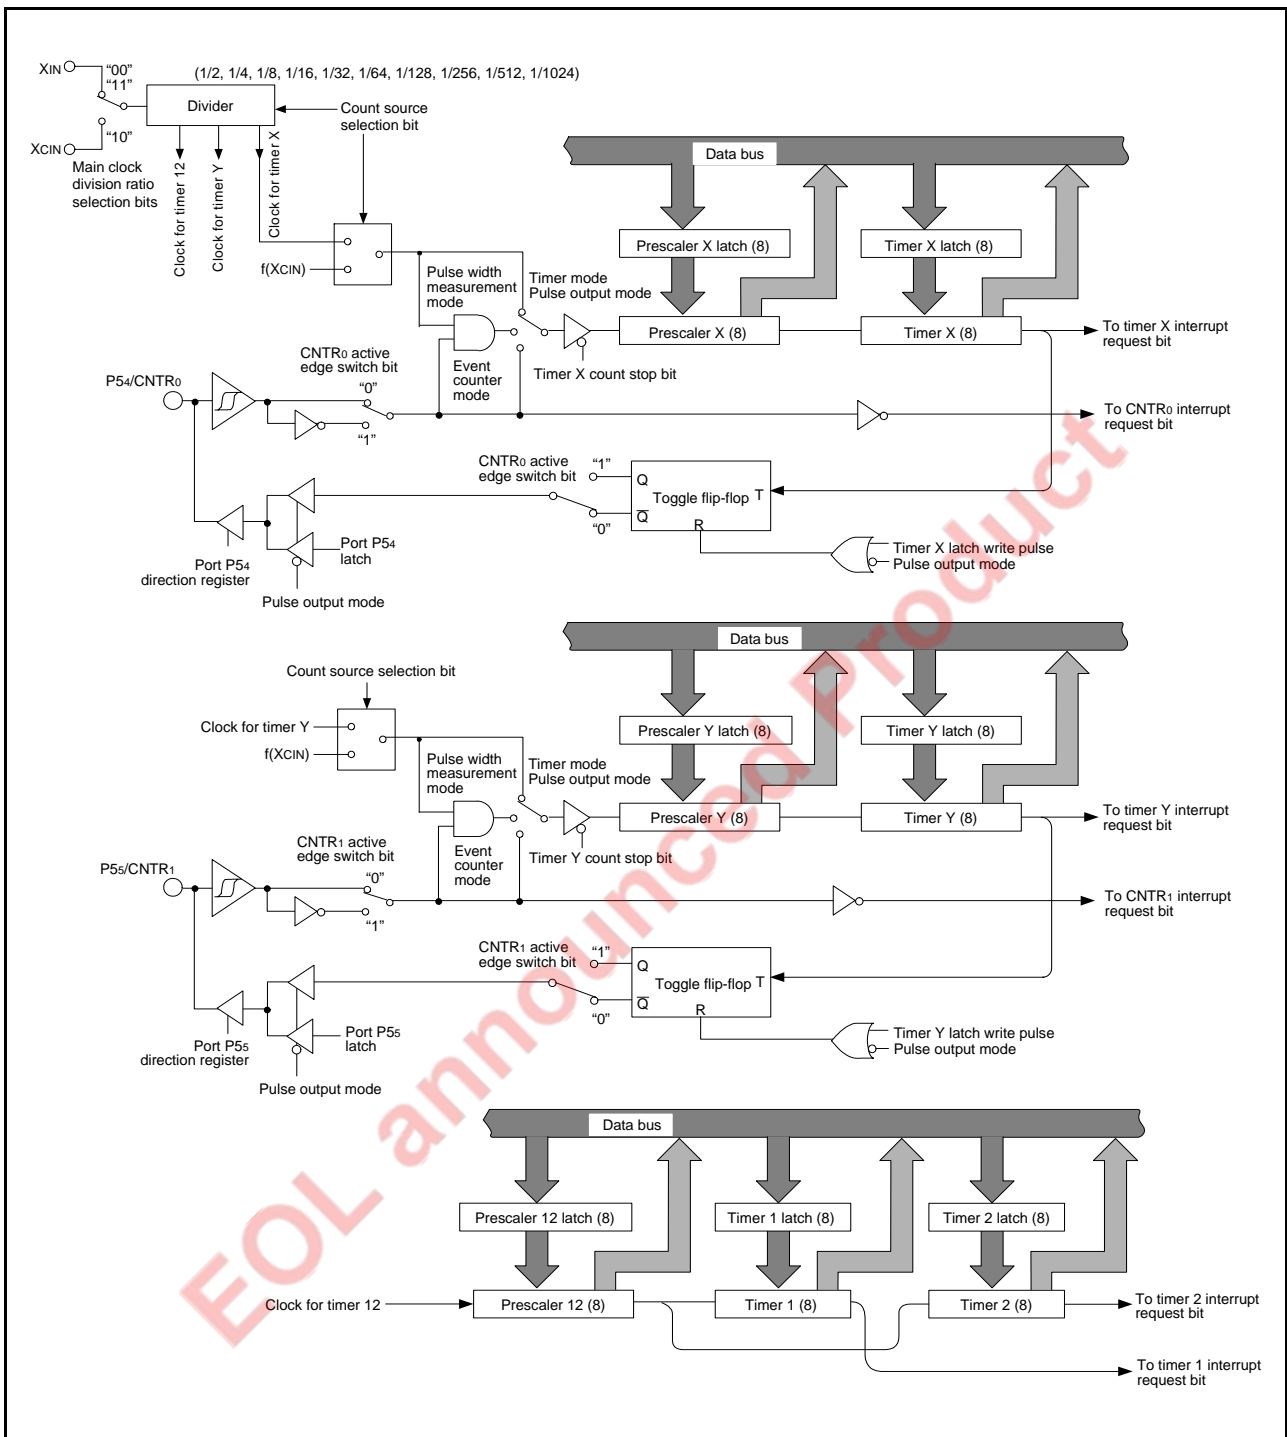 XIN
"00"
"11"
"10"
XCIN
Main clock
division ratio
selection bits
(1/2, 1/4, 1/8, 1/16, 1/32, 1/64, 1/128, 1/256, 1/512, 1/1024)
Divider
Count source
selection bit
Clock for timer 12
Clock for timer Y
Clock for timer X
f(XCIN)
Data bus
Prescaler X latch (8)
Timer X latch (8)
Pulse width
measurement
mode
Timer mode
Pulse output mode
Prescaler X (8)
Timer X (8)
To timer X interrupt
request bit
Event
counter
mode
Timer X count stop bit
CNTR0 active
edge switch bit
P54/CNTR0
"0"
"1"
To CNTR0 interrupt
request bit
CNTR0 active
edge switch bit
"1"
"0"
Q
Q̅
Toggle flip-flop
T
R
Timer X latch write pulse
Pulse output mode
Port P54
latch
Port P54
direction register
Pulse output mode
Data bus
Count source selection bit
Clock for timer Y
f(XCIN)
Prescaler Y latch (8)
Timer Y latch (8)
Pulse width
measurement
mode
Timer mode
Pulse output mode
Prescaler Y (8)
Timer Y (8)
To timer Y interrupt
request bit
Event
counter
mode
Timer Y count stop bit
CNTR1 active
edge switch bit
P55/CNTR1
"0"
"1"
To CNTR1 interrupt
request bit
CNTR1 active
edge switch bit
"1"
"0"
Q
Q̅
Toggle flip-flop
T
R
Timer Y latch write pulse
Pulse output mode
Port P55
latch
Port P55
direction register
Pulse output mode
Data bus
Prescaler 12 latch (8)
Timer 1 latch (8)
Timer 2 latch (8)
Clock for timer 12
Prescaler 12 (8)
Timer 1 (8)
Timer 2 (8)
To timer 2 interrupt
request bit
To timer 1 interrupt
request bit
EOL announced Product